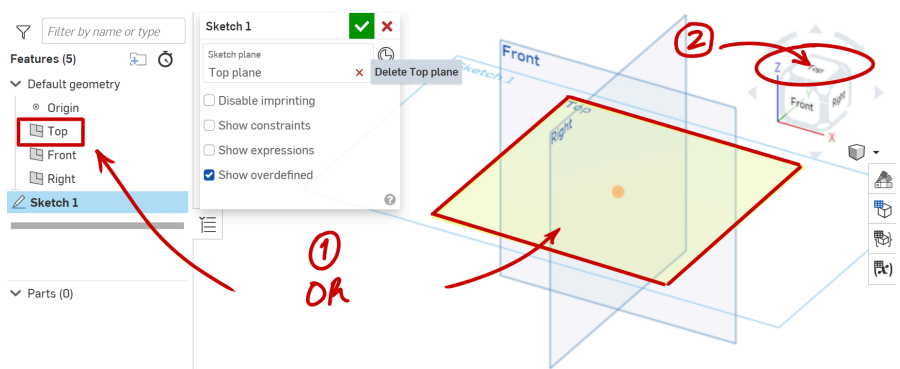 Filter by name or type
Features (5)
Default geometry
Origin
Top
Front
Right
Sketch 1
Parts (0)
Sketch 1
Sketch plane
Top plane
Delete Top plane
Disable imprinting
Show constraints
Show expressions
Show overdefined
1
OR
Front
Sketch 1
Top
Right
2
Z
Top
Y
Front
Right
X
(x)